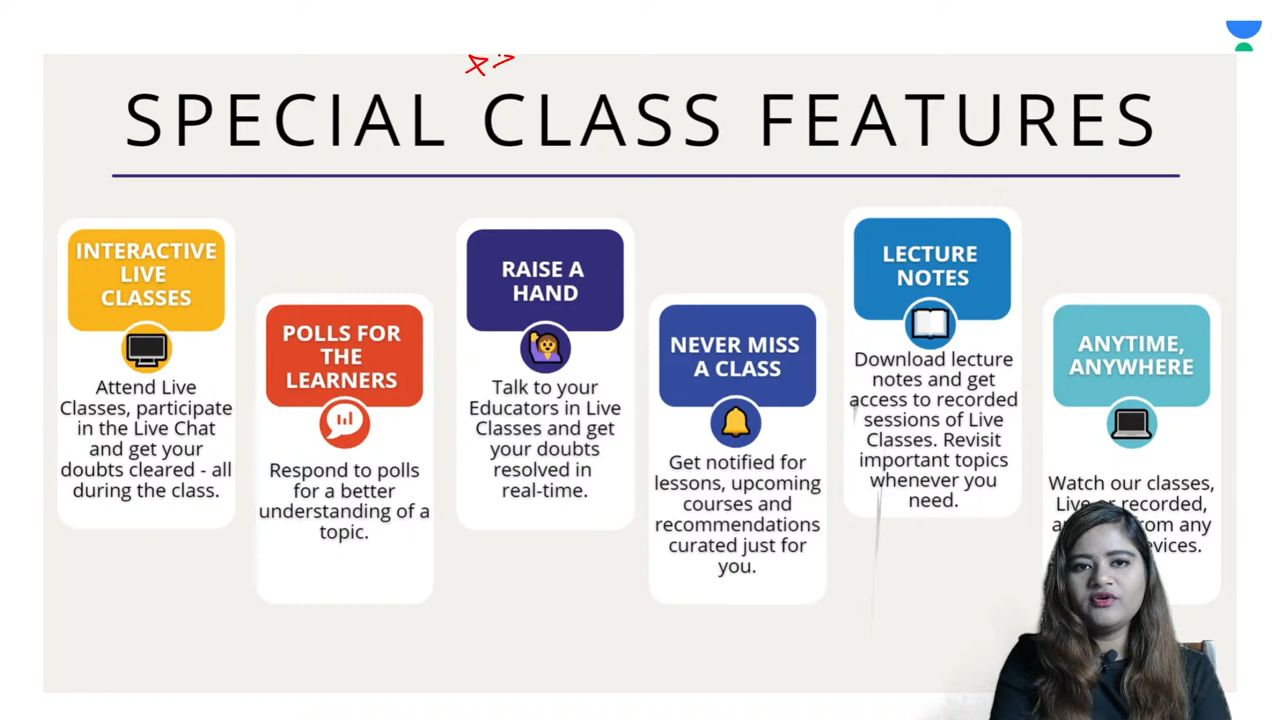 SPECIAL CLASS FEATURES
INTERACTIVE
LIVE
CLASSES
Attend Live
Classes, participate
in the Live Chat
and get your
doubts cleared - all
during the class.
POLLS FOR
THE
LEARNERS
Respond to polls
for a better
understanding of a
topic.
RAISE A
HAND
Talk to your
Educators in Live
Classes and get
your doubts
resolved in
real-time.
NEVER MISS
A CLASS
Get notified for
lessons, upcoming
courses and
recommendations
curated just for
you.
LECTURE
NOTES
Download lecture
notes and get
access to recorded
sessions of Live
Classes. Revisit
important topics
whenever you
need.
ANYTIME,
ANYWHERE
Watch our classes,
recorded,
any